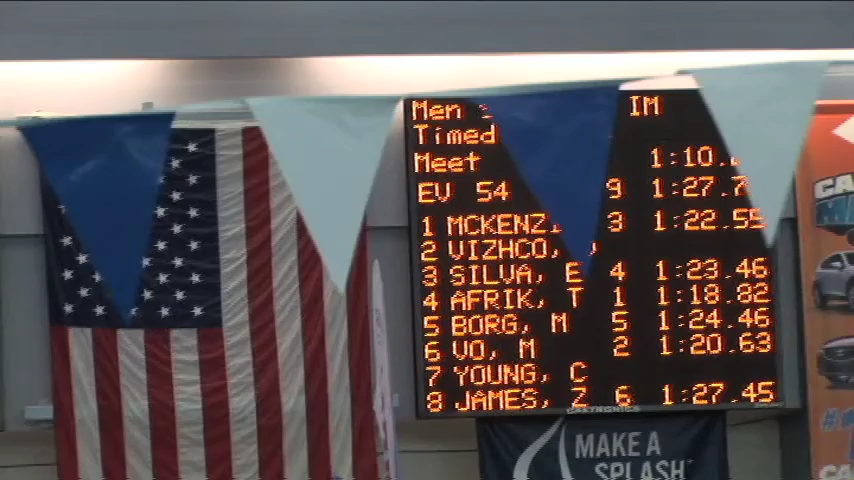 Men IM
Timed
Meet 1:10.
EV 54 9 1:27.7
1 MCKENZ 3 1:22.55
2 VIZHCO,
3 SILVA, E 4 1:23.46
4 AFRIK, T 1 1:18.82
5 BORG, M 5 1:24.46
6 VO, M 2 1:20.63
7 YOUNG, C
8 JAMES, Z 6 1:27.45
MAKE A
SPLASH